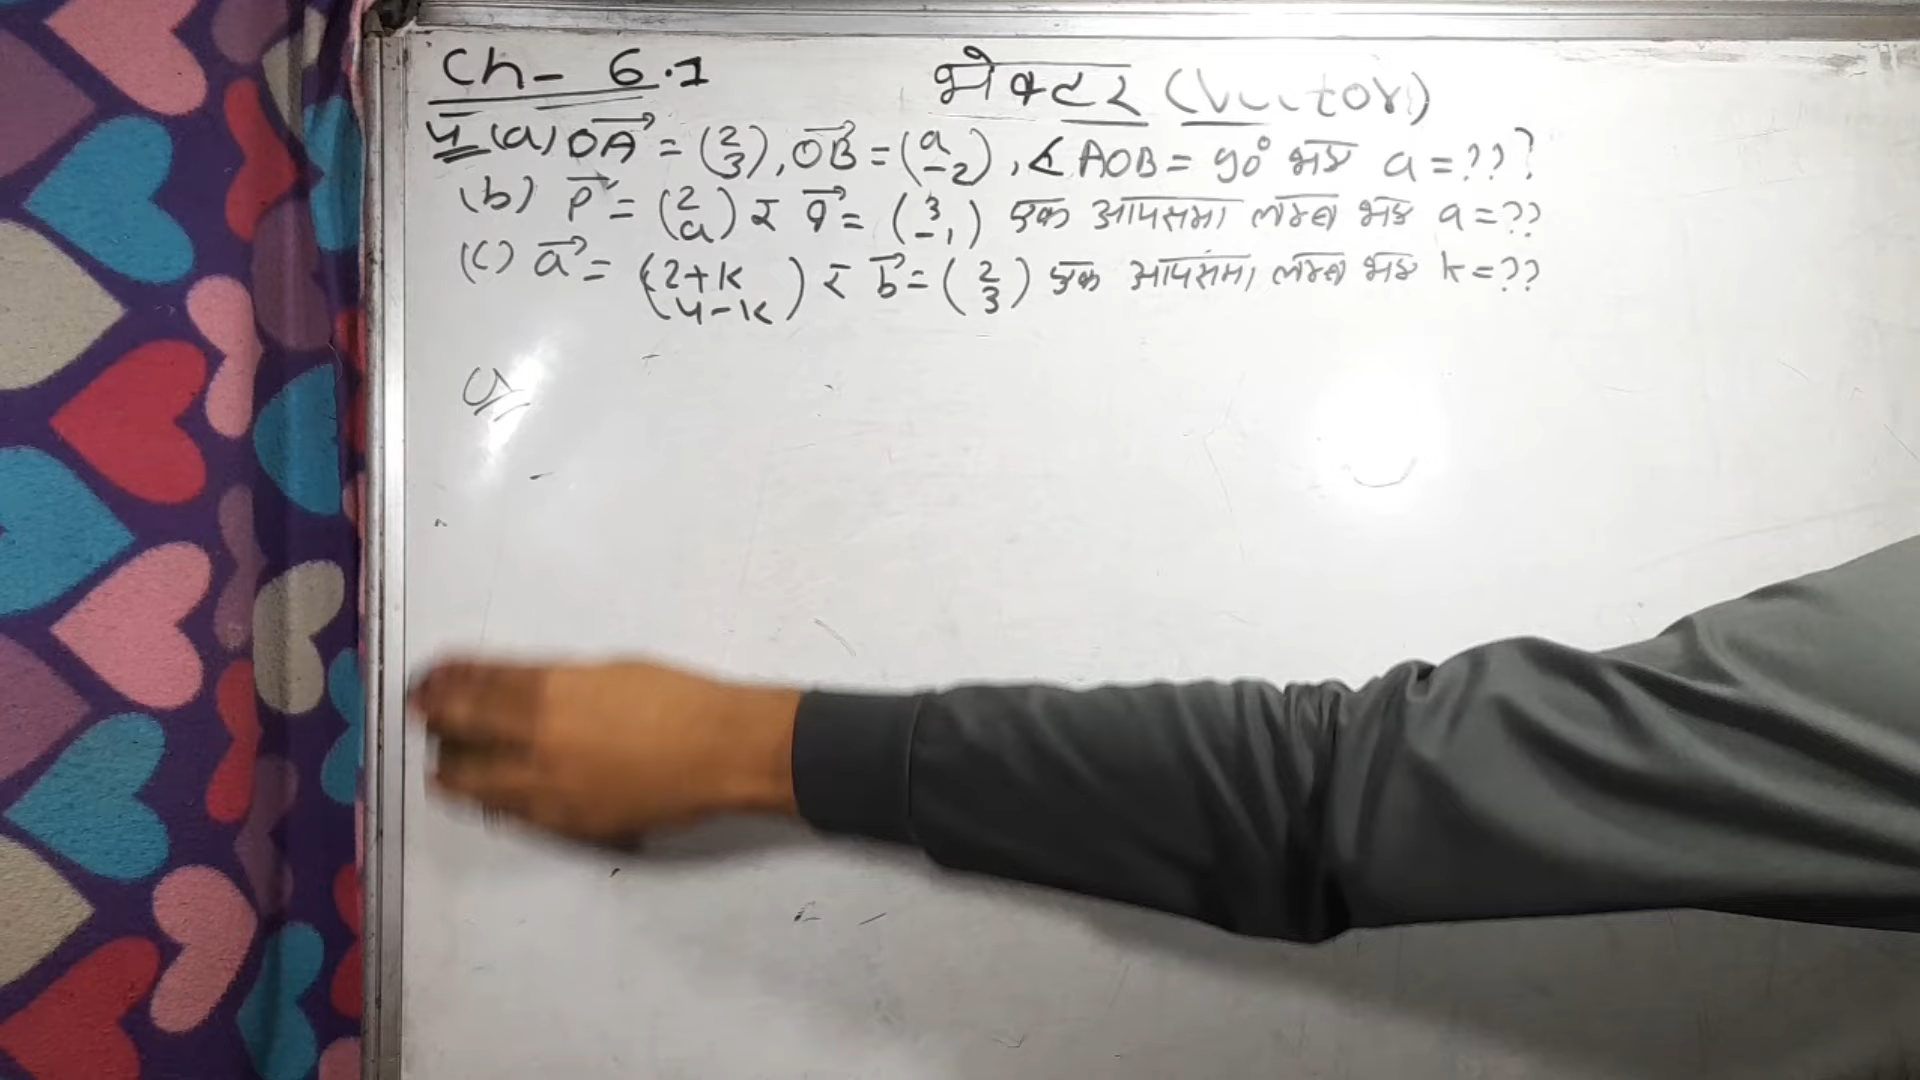 Ch- 6.1
भेक्टर (Vector)
4 (a) OA→ = (2 3), OB→ = (a -2), ∡AOB = 90° भए a = ???
(b) P→ = (2 a) र q→ = (3 -1) एक आपसमा लम्ब भए a = ??
(c) a→ = (2+k 4-k) र b→ = (2 3) एक आपसमा लम्ब भए k = ??